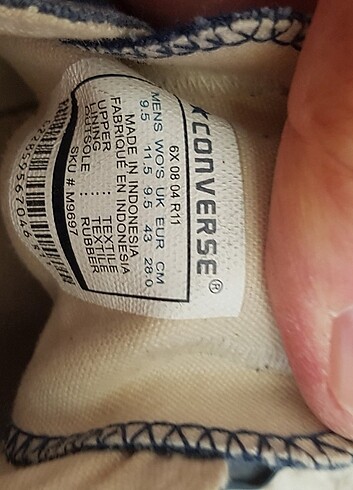 ★CONVERSE®
6X 08 04 R11
MENS WO'S UK EUR CM
9.5 11.5 9.5 43 28.0
MADE IN INDONESIA
FABRIQUÉ EN INDONESIA
UPPER : TEXTILE
LINING : TEXTILE
OUTSOLE : RUBBER
SKU # M9697